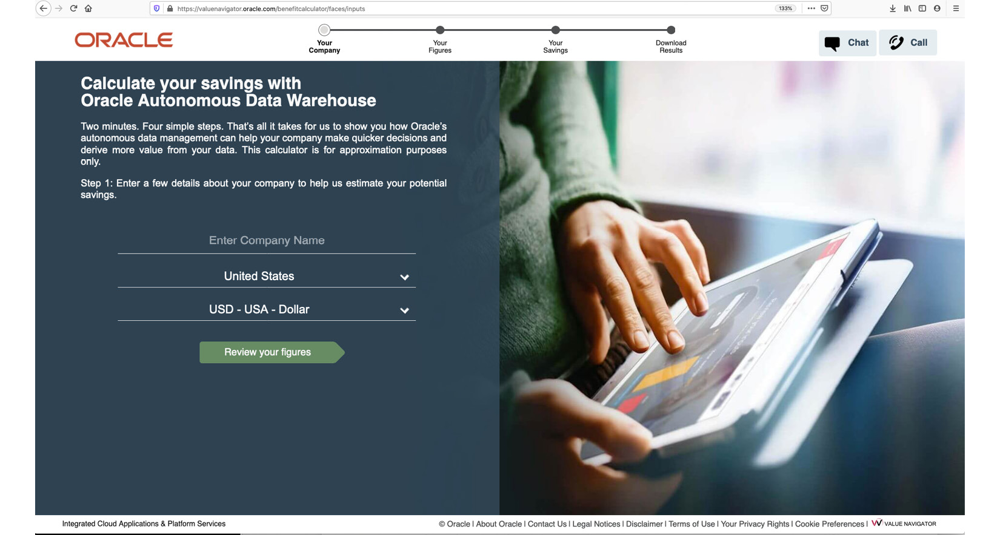 https://valuenavigator.oracle.com/benefitcalculator/faces/inputs
133%
ORACLE
Your
Company
Your
Figures
Your
Savings
Download
Results
Chat
Call
Calculate your savings with
Oracle Autonomous Data Warehouse
Two minutes. Four simple steps. That's all it takes for us to show you how Oracle's
autonomous data management can help your company make quicker decisions and
derive more value from your data. This calculator is for approximation purposes
only.
Step 1: Enter a few details about your company to help us estimate your potential
savings.
Enter Company Name
United States
USD - USA - Dollar
Review your figures
Integrated Cloud Applications & Platform Services
© Oracle | About Oracle | Contact Us | Legal Notices | Disclaimer | Terms of Use | Your Privacy Rights | Cookie Preferences | VALUE NAVIGATOR